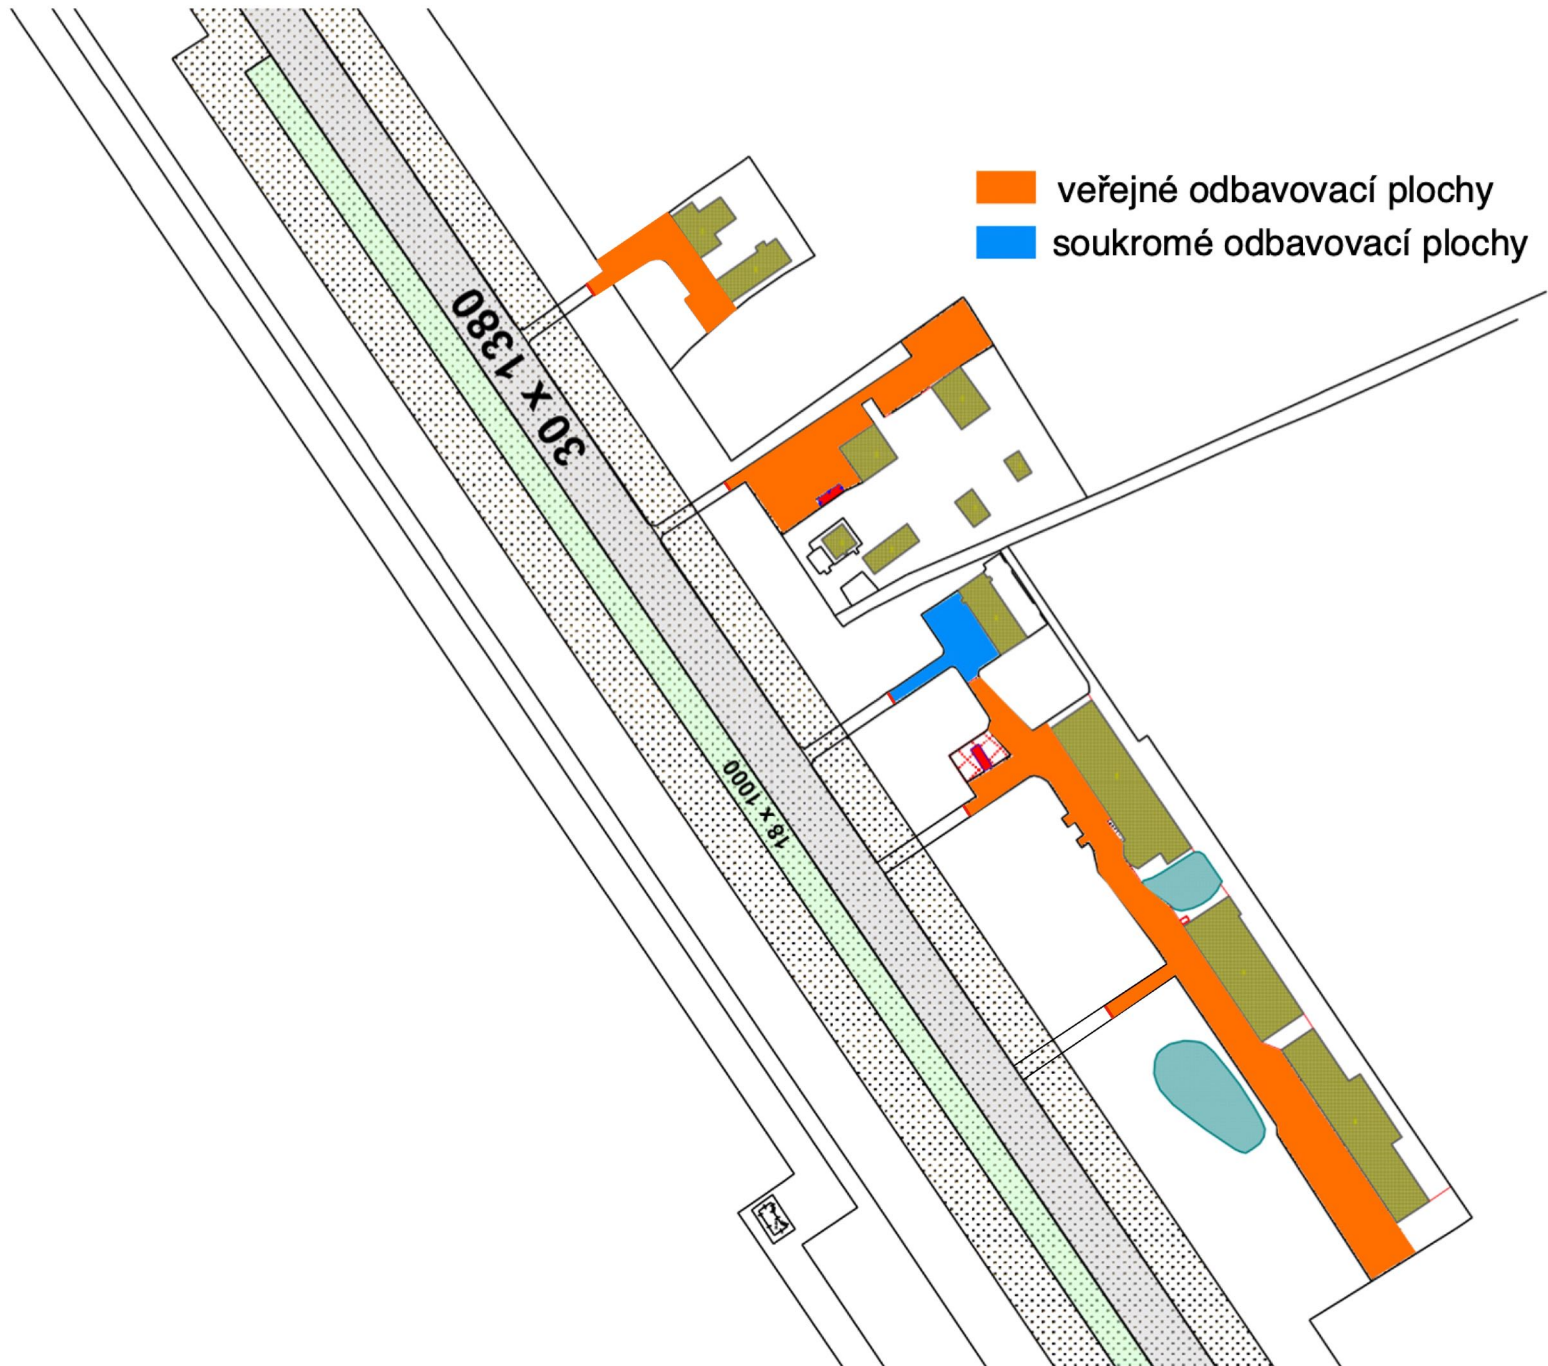 veřejné odbavovací plochy
soukromé odbavovací plochy
30 x 1380
18 x 1000